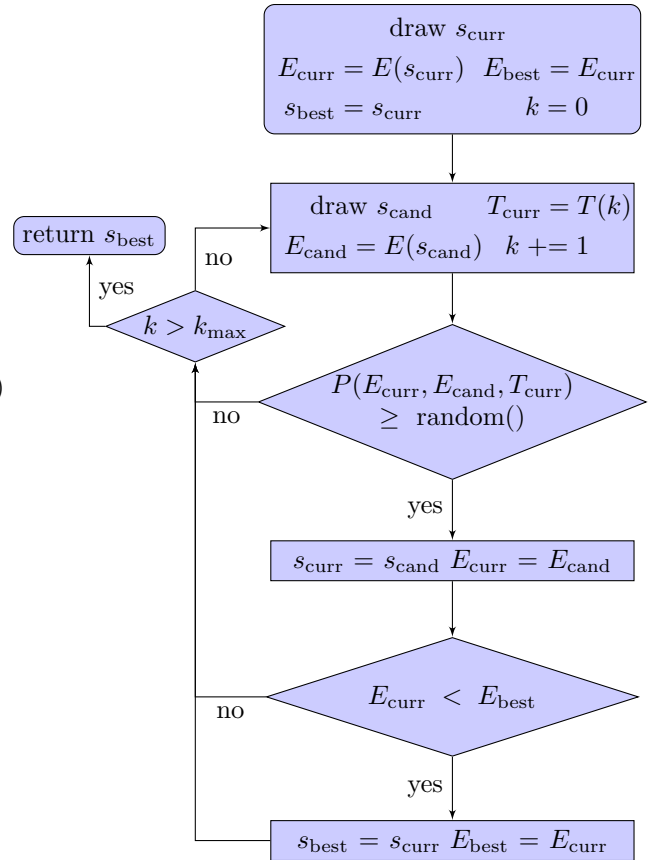 draw s_curr
E_curr = E(s_curr) E_best = E_curr
s_best = s_curr k = 0
draw s_cand T_curr = T(k)
E_cand = E(s_cand) k += 1
return s_best
no
yes
k > k_max
P(E_curr, E_cand, T_curr)
≥ random()
)
no
yes
s_curr = s_cand E_curr = E_cand
E_curr < E_best
no
yes
s_best = s_curr E_best = E_curr